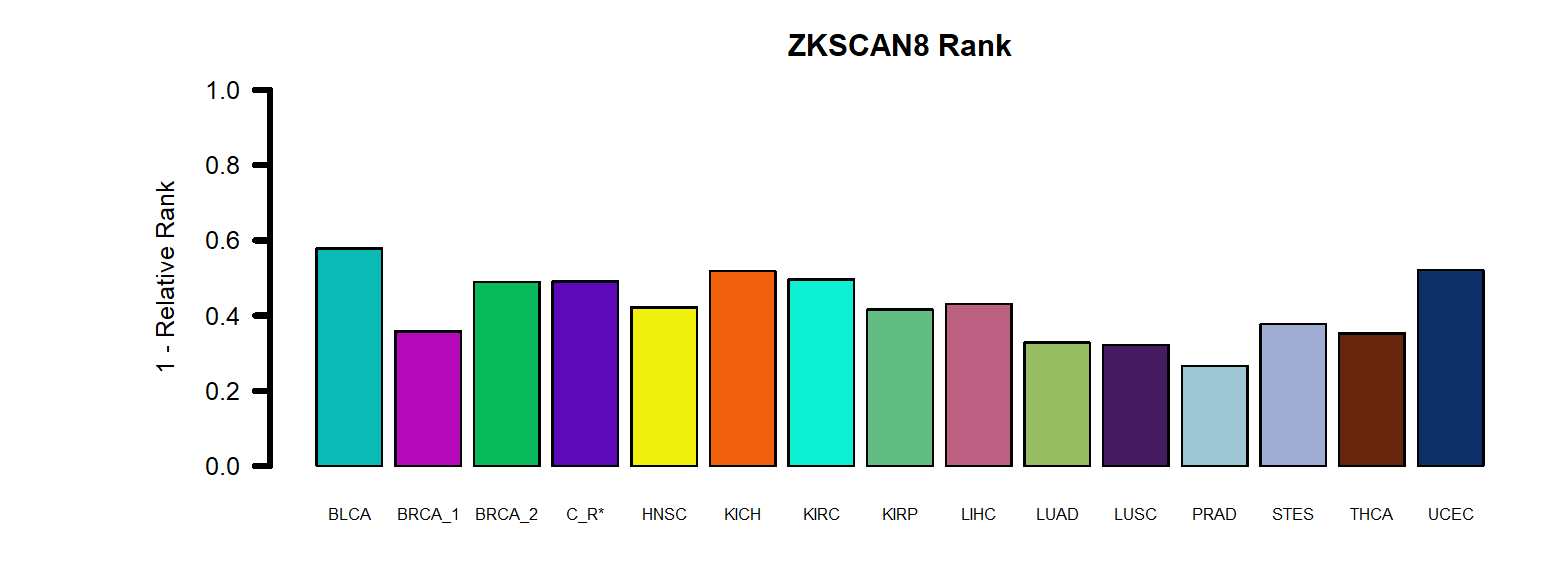 ZKSCAN8 Rank
1 - Relative Rank
1.0
0.8
0.6
0.4
0.2
0.0
BLCA BRCA_1 BRCA_2 C_R* HNSC KICH KIRC KIRP LIHC LUAD LUSC PRAD STES THCA UCEC